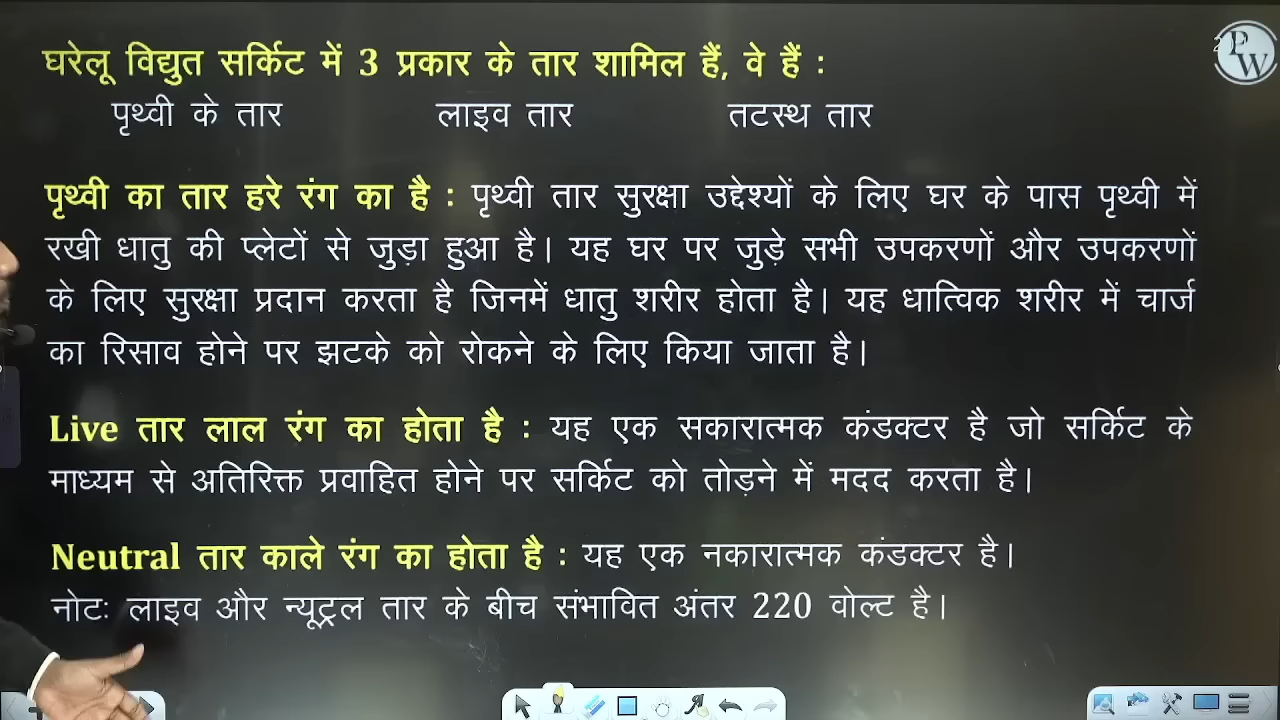 घरेलू विद्युत सर्किट में 3 प्रकार के तार शामिल हैं, वे हैं :
पृथ्वी के तार लाइव तार तटस्थ तार
पृथ्वी का तार हरे रंग का है : पृथ्वी तार सुरक्षा उद्देश्यों के लिए घर के पास पृथ्वी में
रखी धातु की प्लेटों से जुड़ा हुआ है। यह घर पर जुड़े सभी उपकरणों और उपकरणों
के लिए सुरक्षा प्रदान करता है जिनमें धातु शरीर होता है। यह धात्विक शरीर में चार्ज
का रिसाव होने पर झटके को रोकने के लिए किया जाता है।
Live तार लाल रंग का होता है : यह एक सकारात्मक कंडक्टर है जो सर्किट के
माध्यम से अतिरिक्त प्रवाहित होने पर सर्किट को तोड़ने में मदद करता है।
Neutral तार काले रंग का होता है : यह एक नकारात्मक कंडक्टर है।
नोटः लाइव और न्यूट्रल तार के बीच संभावित अंतर 220 वोल्ट है।
PW